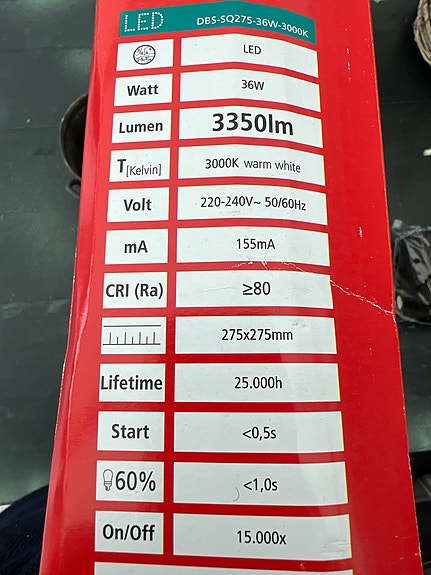 LED DBS-SQ275-36W-3000K
LED
Watt 36W
Lumen 3350lm
T[Kelvin] 3000K warm white
Volt 220-240V~ 50/60Hz
mA 155mA
CRI (Ra) ≥80
275x275mm
Lifetime 25.000h
Start <0,5s
60% <1,0s
On/Off 15.000x